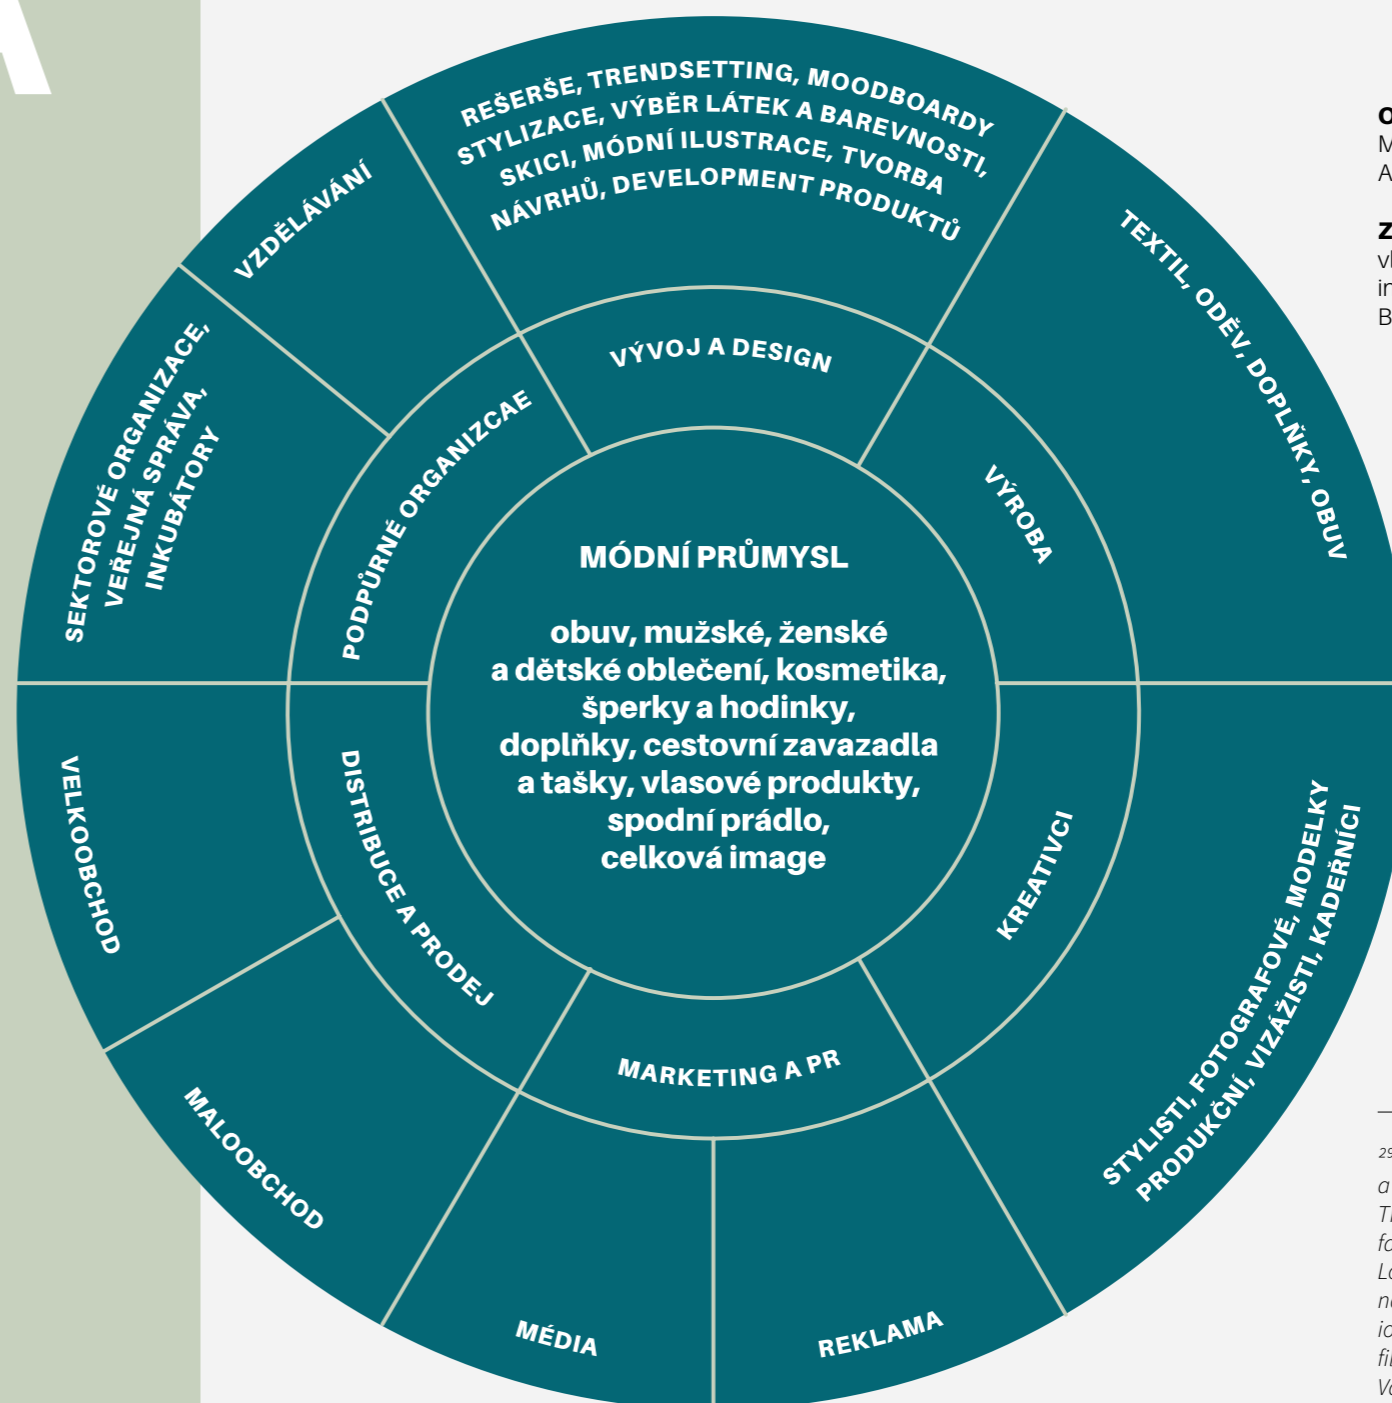 REŠERŠE, TRENDSETTING, MOODBOARDY
STYLIZACE, VÝBĚR LÁTEK A BAREVNOSTI,
SKICI, MÓDNÍ ILUSTRACE, TVORBA
NÁVRHŮ, DEVELOPMENT PRODUKTŮ
TEXTIL, ODĚV, DOPLŇKY, OBUV
STYLISTI, FOTOGRAFOVÉ, MODELKY
PRODUKČNÍ, VIZÁŽISTI, KADEŘNÍCI
REKLAMA
MÉDIA
MALOOBCHOD
VELKOOBCHOD
SEKTOROVÉ ORGANIZACE,
VEŘEJNÁ SPRÁVA,
INKUBÁTORY
VZDĚLÁVÁNÍ
VÝVOJ A DESIGN
VÝROBA
KREATIVCI
MARKETING A PR
DISTRIBUCE A PRODEJ
PODPŮRNÉ ORGANIZCAE
MÓDNÍ PRŮMYSL
obuv, mužské, ženské
a dětské oblečení, kosmetika,
šperky a hodinky,
doplňky, cestovní zavazadla
a tašky, vlasové produkty,
spodní prádlo,
celková image